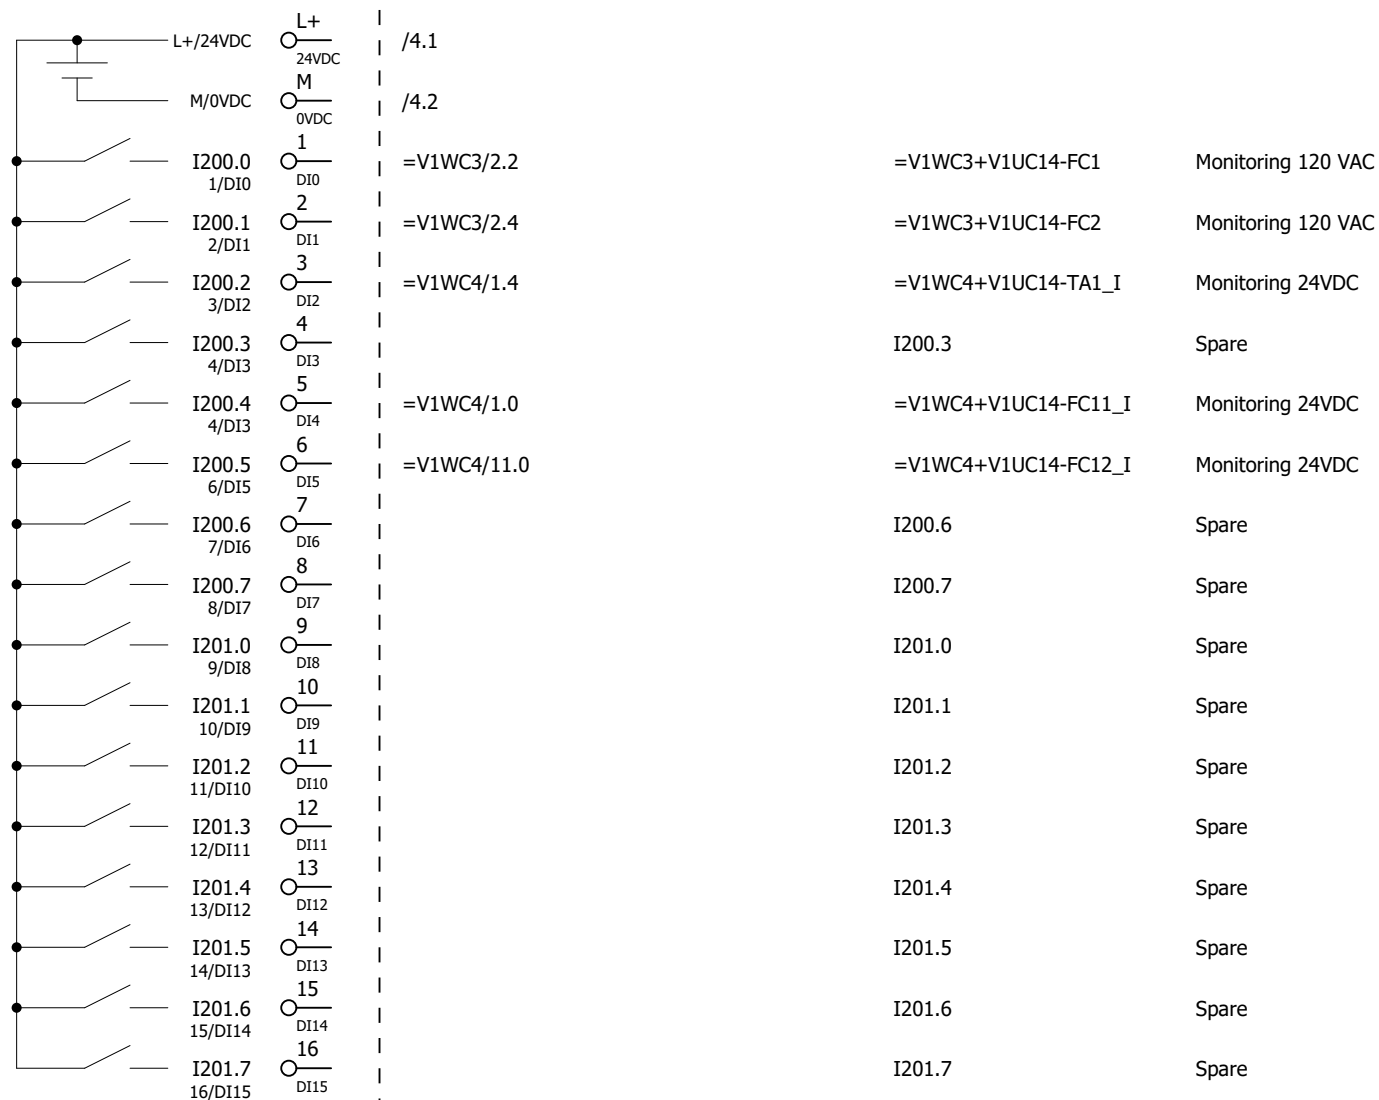 L+
L+/24VDC /4.1
24VDC
M
M/0VDC /4.2
0VDC
1
I200.0 =V1WC3/2.2 =V1WC3+V1UC14-FC1 Monitoring 120 VAC
1/DI0 DI0
2
I200.1 =V1WC3/2.4 =V1WC3+V1UC14-FC2 Monitoring 120 VAC
2/DI1 DI1
3
I200.2 =V1WC4/1.4 =V1WC4+V1UC14-TA1_I Monitoring 24VDC
3/DI2 DI2
4
I200.3 I200.3 Spare
4/DI3 DI3
5
I200.4 =V1WC4/1.0 =V1WC4+V1UC14-FC11_I Monitoring 24VDC
4/DI3 DI4
6
I200.5 =V1WC4/11.0 =V1WC4+V1UC14-FC12_I Monitoring 24VDC
6/DI5 DI5
7
I200.6 I200.6 Spare
7/DI6 DI6
8
I200.7 I200.7 Spare
8/DI7 DI7
9
I201.0 I201.0 Spare
9/DI8 DI8
10
I201.1 I201.1 Spare
10/DI9 DI9
11
I201.2 I201.2 Spare
11/DI10 DI10
12
I201.3 I201.3 Spare
12/DI11 DI11
13
I201.4 I201.4 Spare
13/DI12 DI12
14
I201.5 I201.5 Spare
14/DI13 DI13
15
I201.6 I201.6 Spare
15/DI14 DI14
16
I201.7 I201.7 Spare
16/DI15 DI15